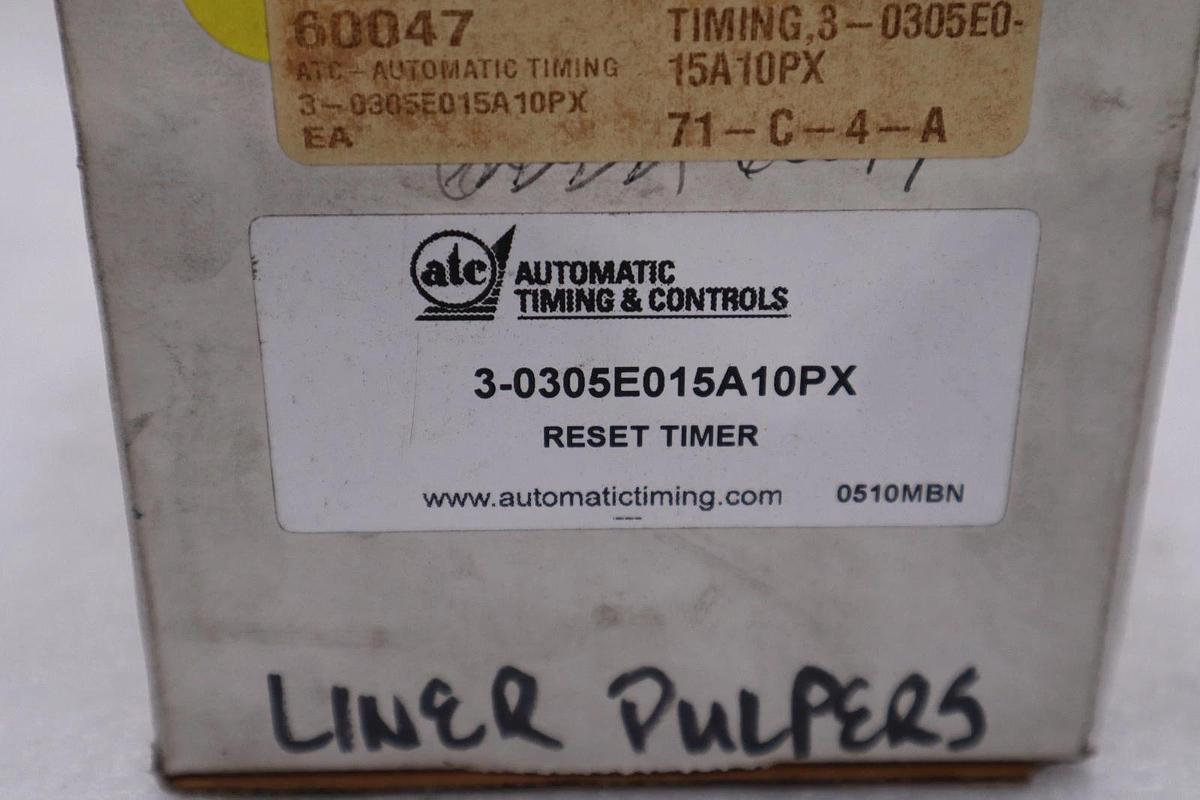 60047
ATC-AUTOMATIC TIMING
3-0305E015A10PX
EA
TIMING,3-0305E0-
15A10PX
71-C-4-A
atc
AUTOMATIC
TIMING & CONTROLS
3-0305E015A10PX
RESET TIMER
www.automatictiming.com
0510MBN
LINER PULPERS